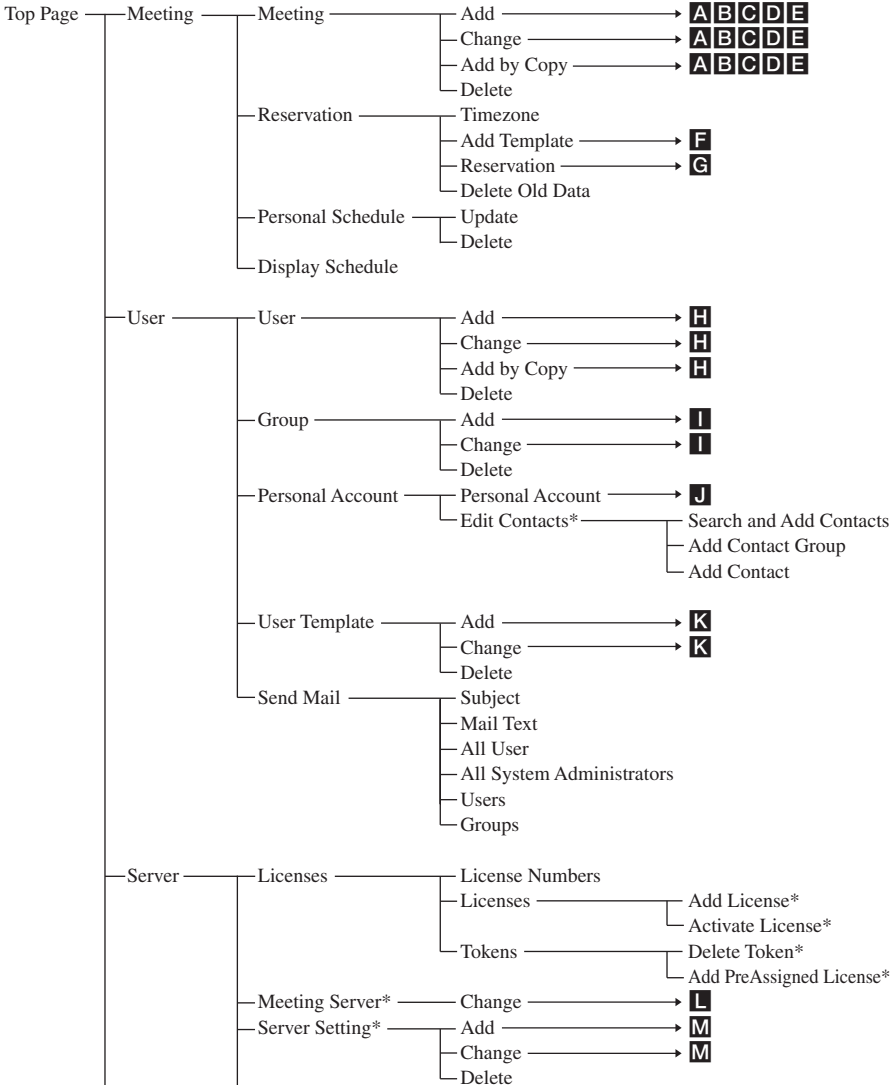 Top Page Meeting Meeting Add A B C D E
Change A B C D E
Add by Copy A B C D E
Delete
Reservation Timezone
Add Template F
Reservation G
Delete Old Data
Personal Schedule Update
Delete
Display Schedule
User User Add H
Change H
Add by Copy H
Delete
Group Add I
Change I
Delete
Personal Account Personal Account J
Edit Contacts* Search and Add Contacts
Add Contact Group
Add Contact
User Template Add K
Change K
Delete
Send Mail Subject
Mail Text
All User
All System Administrators
Users
Groups
Server Licenses License Numbers
Licenses Add License*
Activate License*
Tokens Delete Token*
Add PreAssigned License*
Meeting Server* Change L
Server Setting* Add M
Change M
Delete